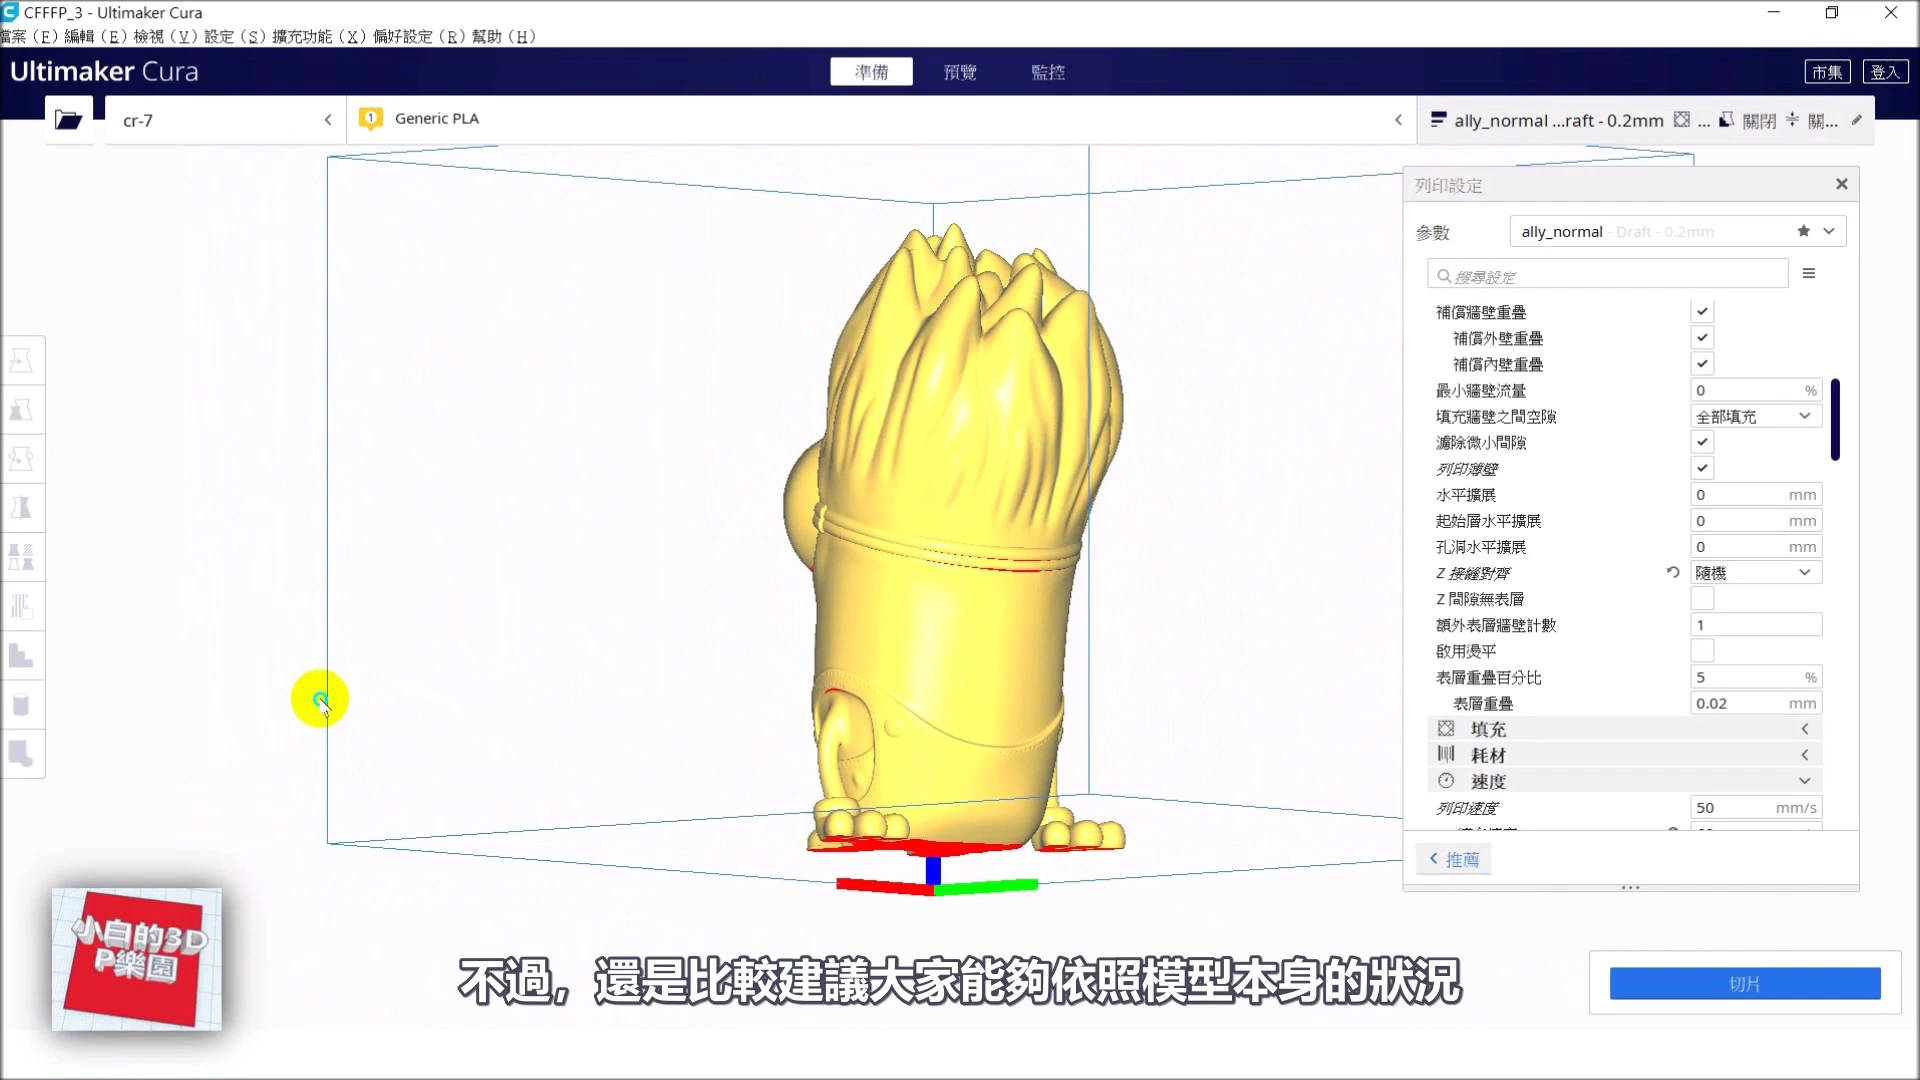 CFFFP_3 - Ultimaker Cura
檔案 (F) 編輯 (E) 檢視 (V) 設定 (S) 擴充功能 (X) 偏好設定 (R) 幫助 (H)
Ultimaker Cura
準備 預覽 監控
市集 登入
cr-7
1 Generic PLA
ally_normal ...raft - 0.2mm ... 關閉 關...
列印設定
參數 ally_normal - Draft - 0.2mm
搜尋設定
補償牆壁重疊
補償外壁重疊
補償內壁重疊
最小牆壁流量 0 %
填充牆壁之間空隙 全部填充
濾除微小間隙
列印薄壁
水平擴展 0 mm
起始層水平擴展 0 mm
孔洞水平擴展 0 mm
Z 接縫對齊 隨機
Z 間隙無表層
額外表層牆壁計數 1
啟用燙平
表層重疊百分比 5 %
表層重疊 0.02 mm
填充
耗材
速度
列印速度 50 mm/s
推薦
小白的3D
P樂園
不過，還是比較建議大家能夠依照模型本身的狀況
切片